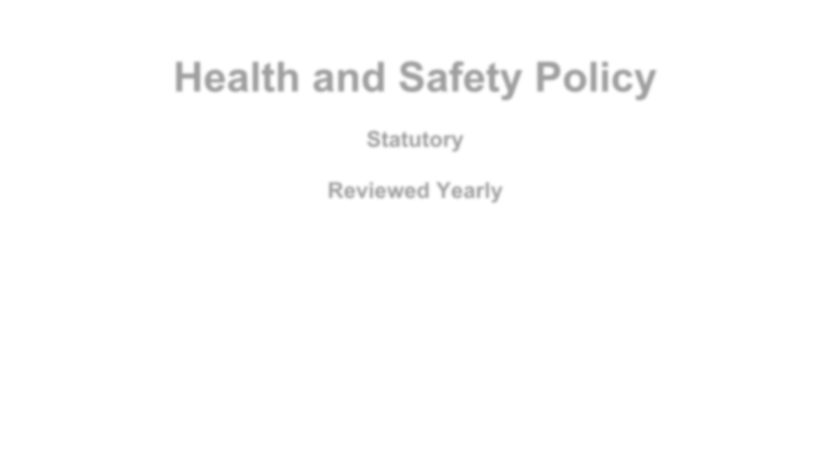 Health and Safety Policy
Statutory
Reviewed Yearly